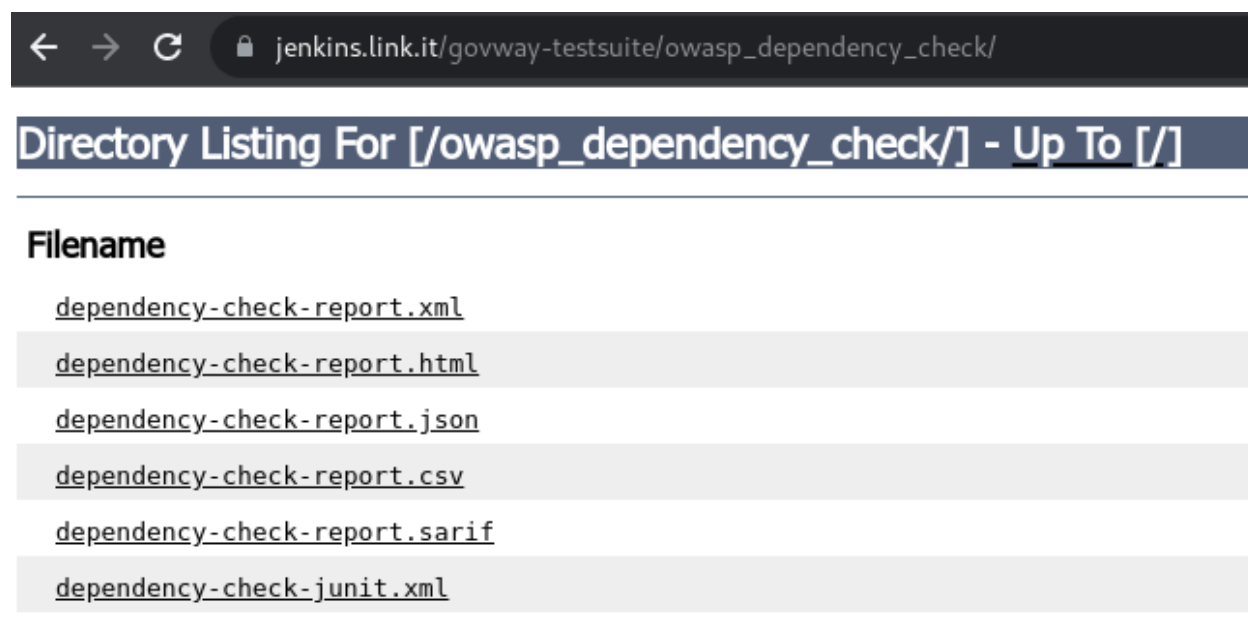 jenkins.link.it/govway-testsuite/owasp_dependency_check/
Directory Listing For [/owasp_dependency_check/] - Up To [/]
Filename
dependency-check-report.xml
dependency-check-report.html
dependency-check-report.json
dependency-check-report.csv
dependency-check-report.sarif
dependency-check-junit.xml